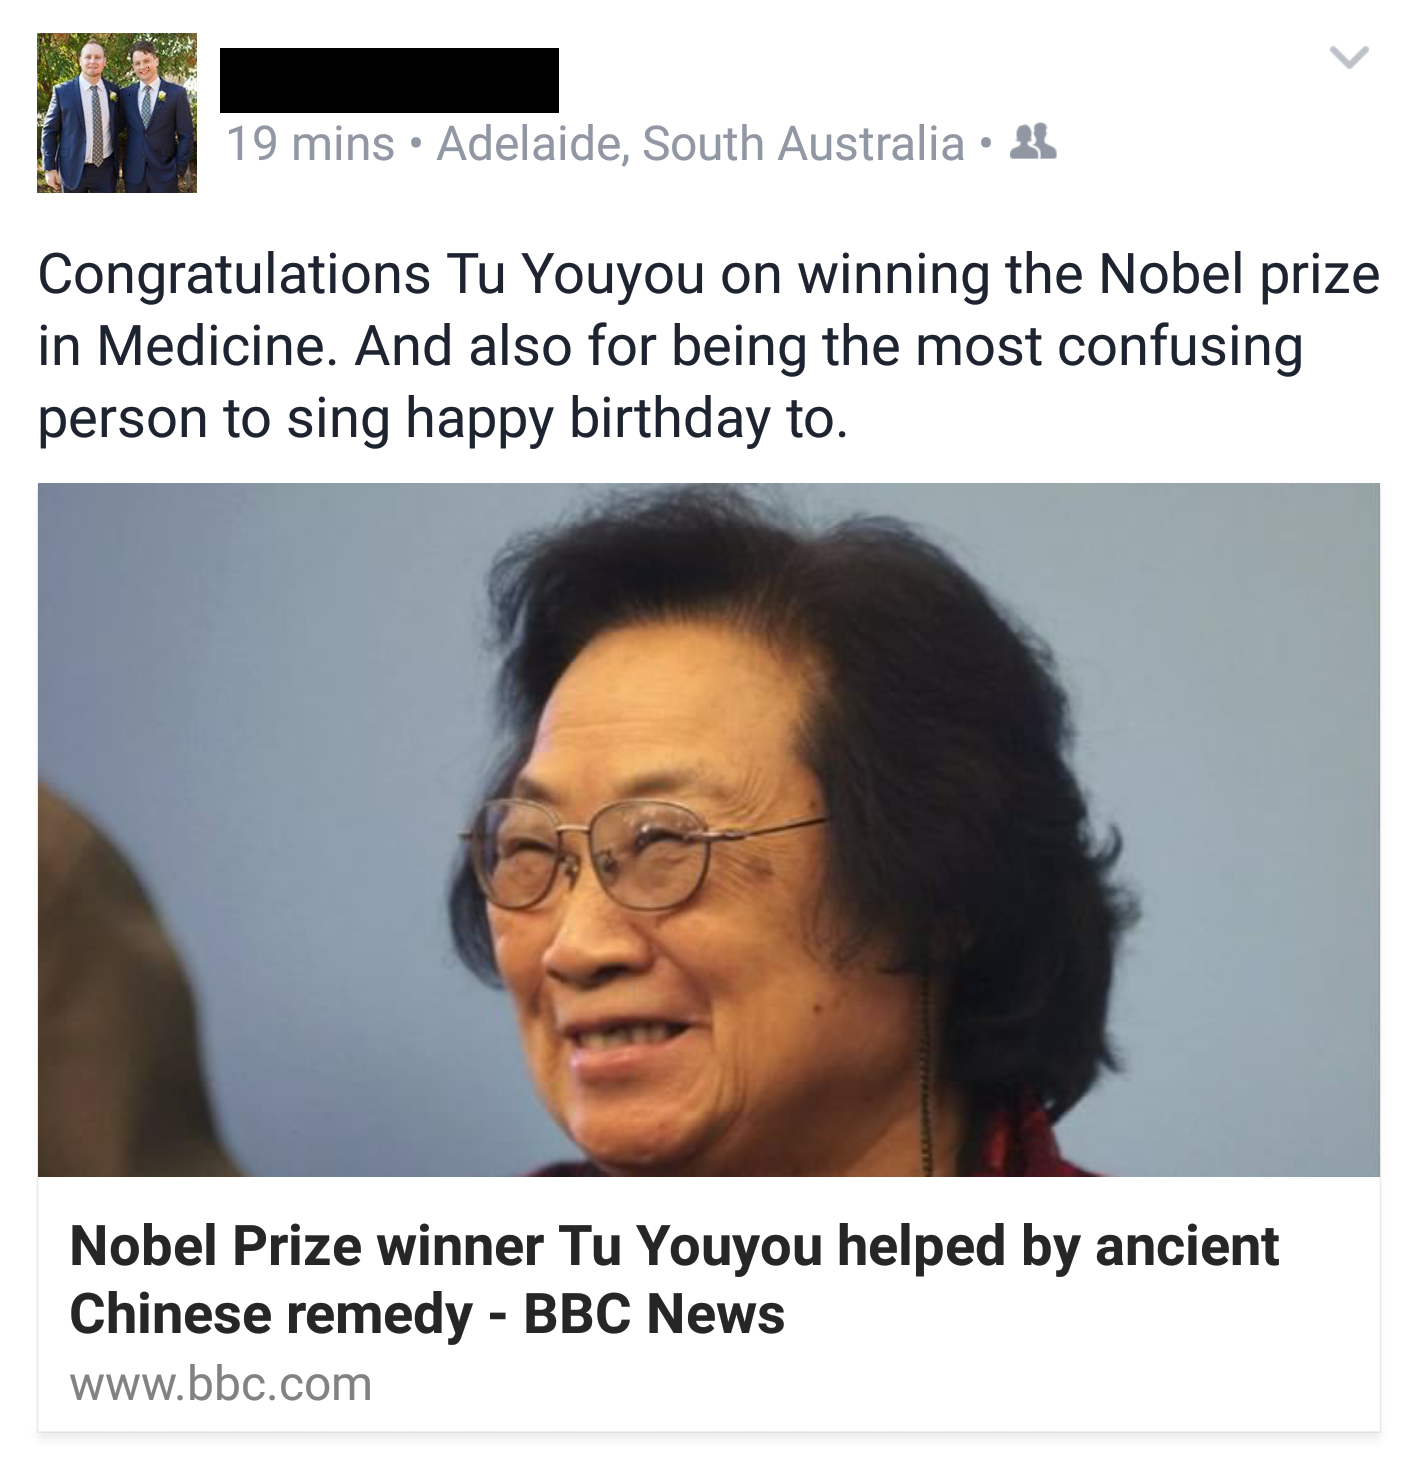 19 mins • Adelaide, South Australia •
Congratulations Tu Youyou on winning the Nobel prize
in Medicine. And also for being the most confusing
person to sing happy birthday to.
Nobel Prize winner Tu Youyou helped by ancient
Chinese remedy - BBC News
www.bbc.com